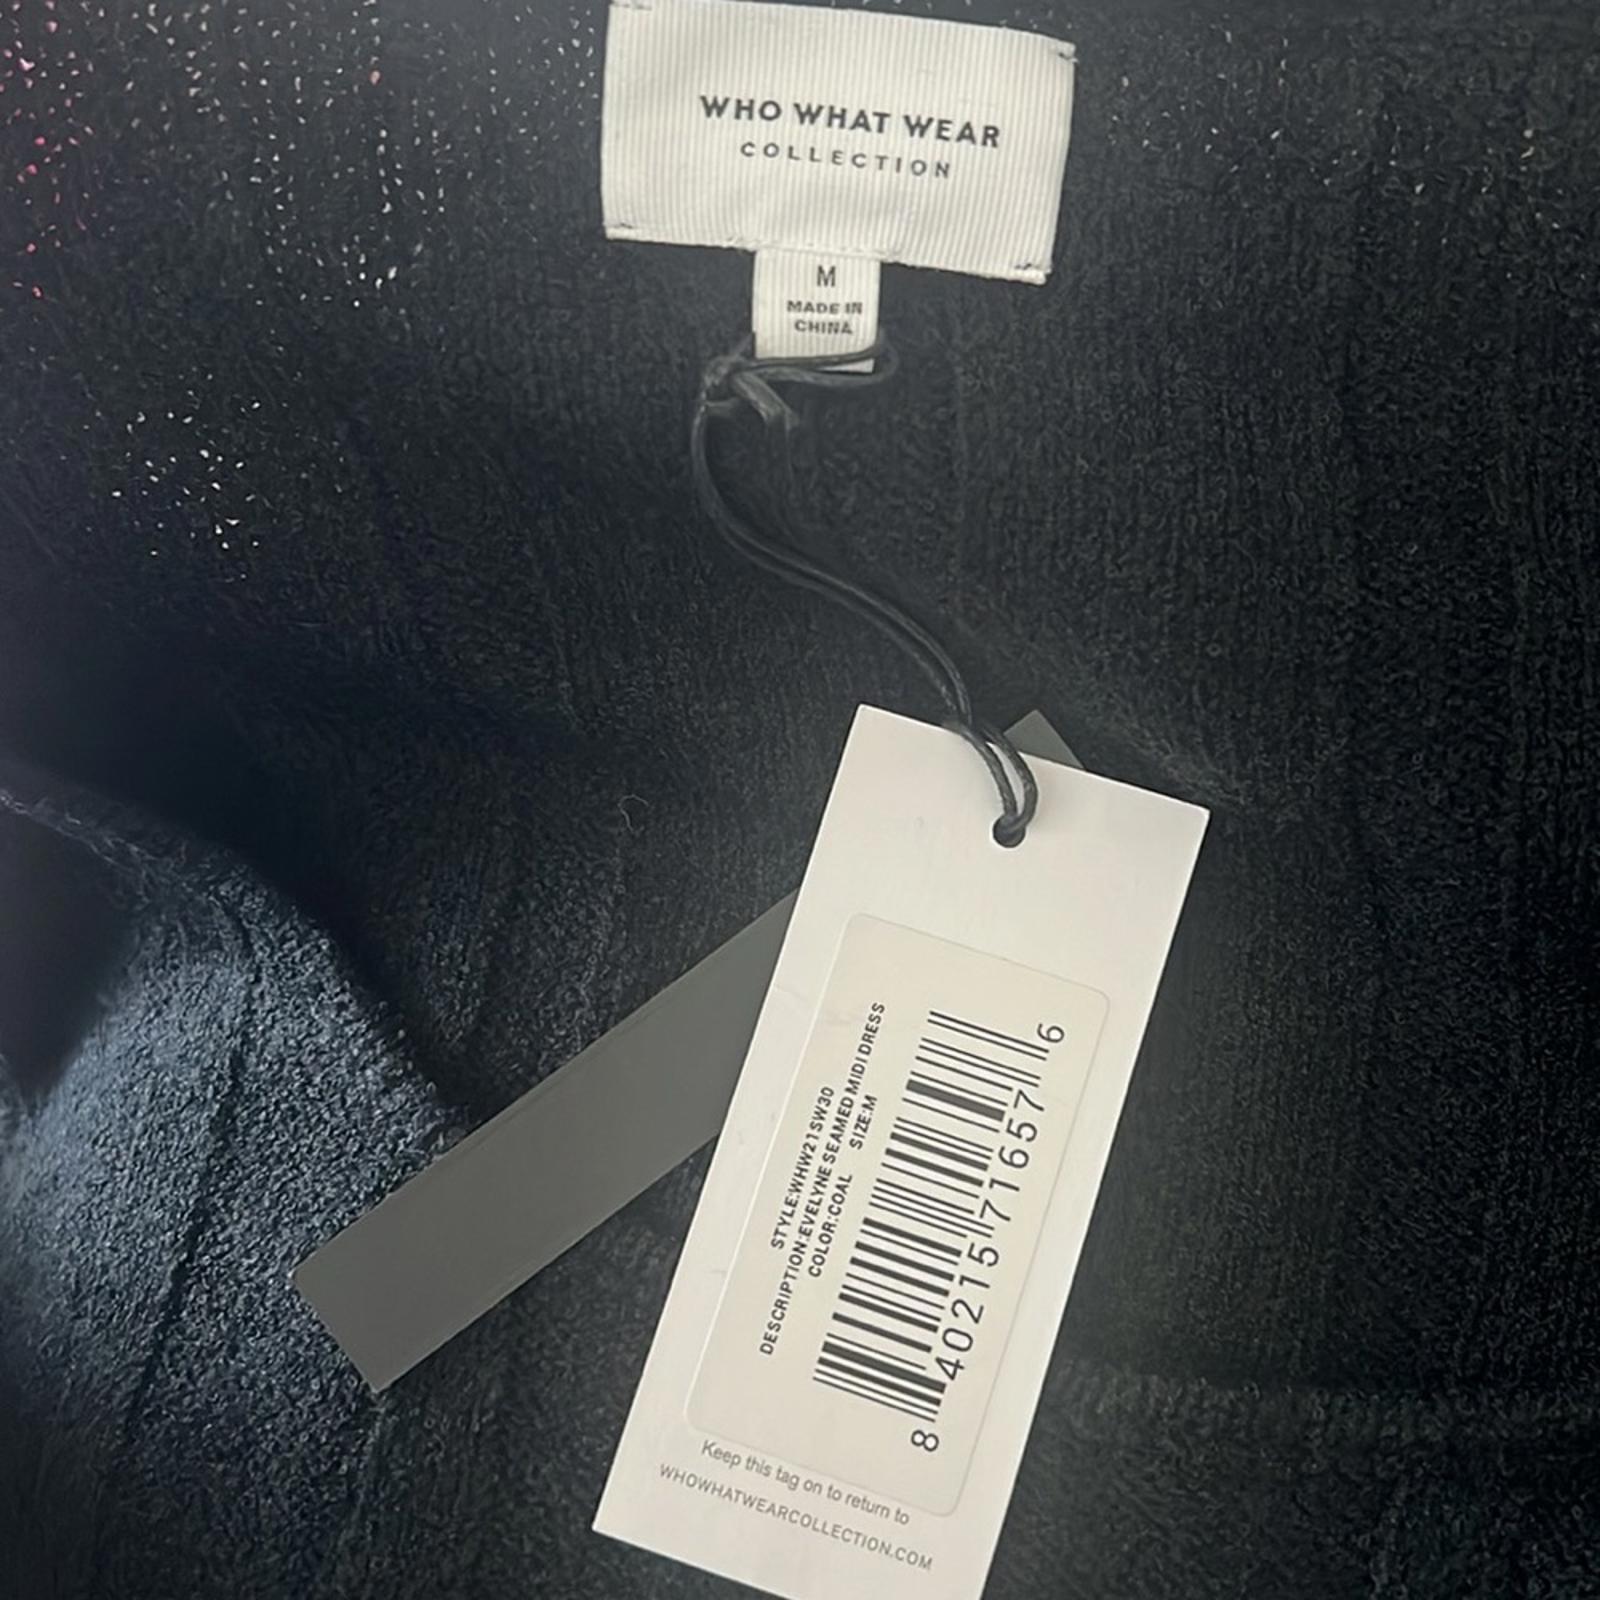 WHO WHAT WEAR
COLLECTION
M
MADE IN
CHINA
STYLE:WHW21SW30
DESCRIPTION:EVELYNE SEAMED MIDI DRESS
COLOR:COAL SIZE:M
8 40215 71657 6
Keep this tag on to return to
WHOWHATWEARCOLLECTION.COM